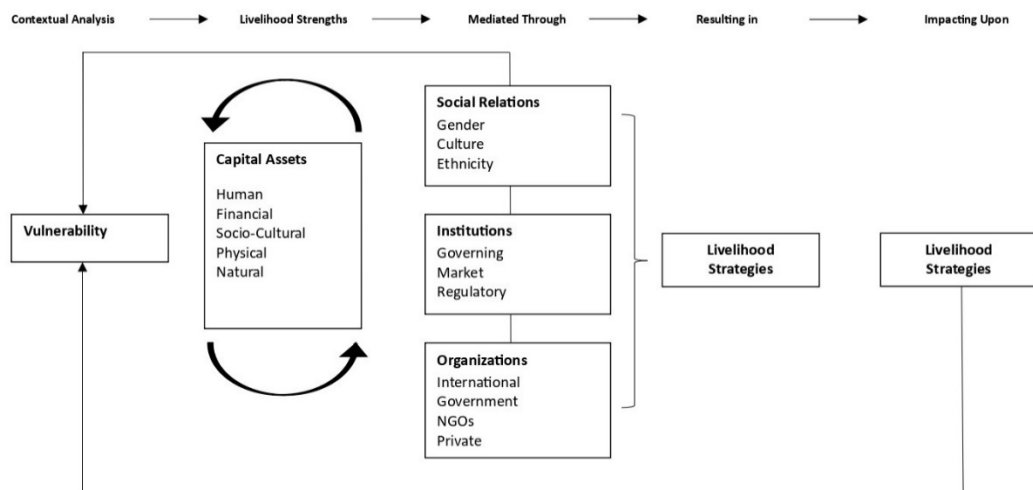 Contextual Analysis
Livelihood Strengths
Mediated Through
Resulting in
Impacting Upon
Vulnerability
Capital Assets
Human
Financial
Socio-Cultural
Physical
Natural
Social Relations
Gender
Culture
Ethnicity
Institutions
Governing
Market
Regulatory
Organizations
International
Government
NGOs
Private
Livelihood
Strategies
Livelihood
Strategies